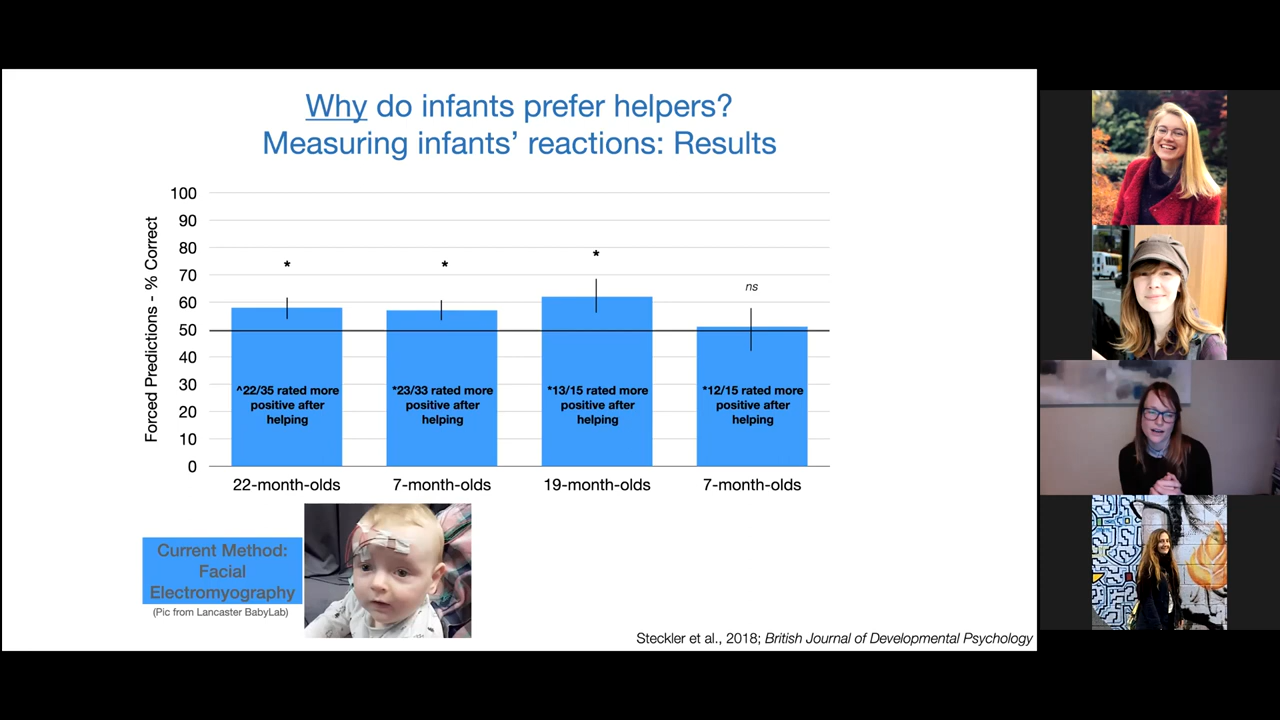 Why do infants prefer helpers?
Measuring infants' reactions: Results
Forced Predictions - % Correct
100
90
80
70
60
50
40
30
20
10
0
*
*
*
ns
^22/35 rated more
positive after
helping
*23/33 rated more
positive after
helping
*13/15 rated more
positive after
helping
*12/15 rated more
positive after
helping
22-month-olds
7-month-olds
19-month-olds
7-month-olds
Current Method:
Facial
Electromyography
(Pic from Lancaster BabyLab)
Steckler et al., 2018; British Journal of Developmental Psychology